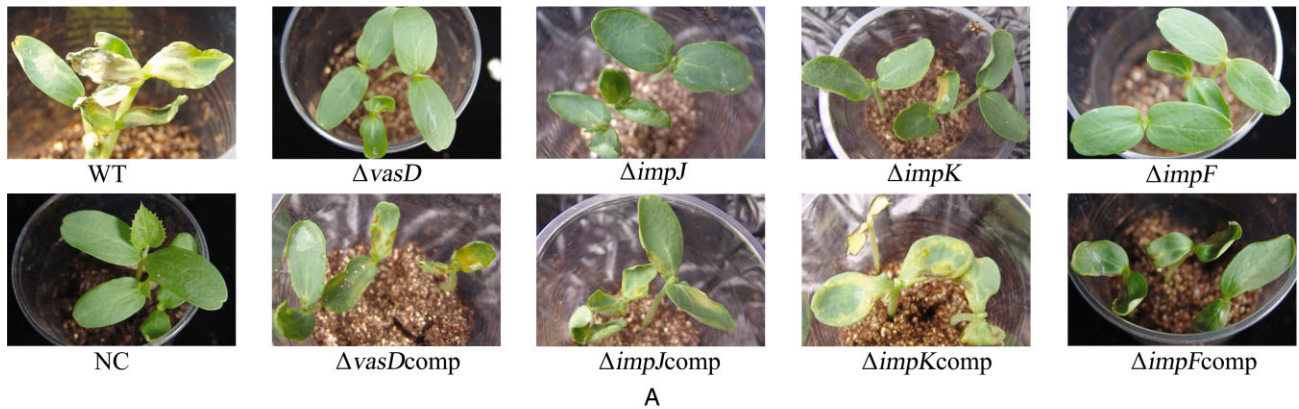 WT ΔvasD ΔimpJ ΔimpK ΔimpF
NC ΔvasDcomp ΔimpJcomp ΔimpKcomp ΔimpFcomp
A